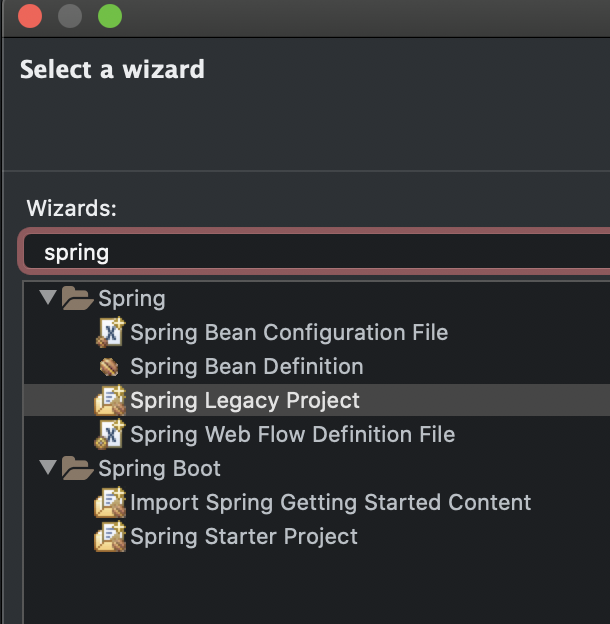 Select a wizard
Wizards:
spring
Spring
Spring Bean Configuration File
Spring Bean Definition
Spring Legacy Project
Spring Web Flow Definition File
Spring Boot
Import Spring Getting Started Content
Spring Starter Project